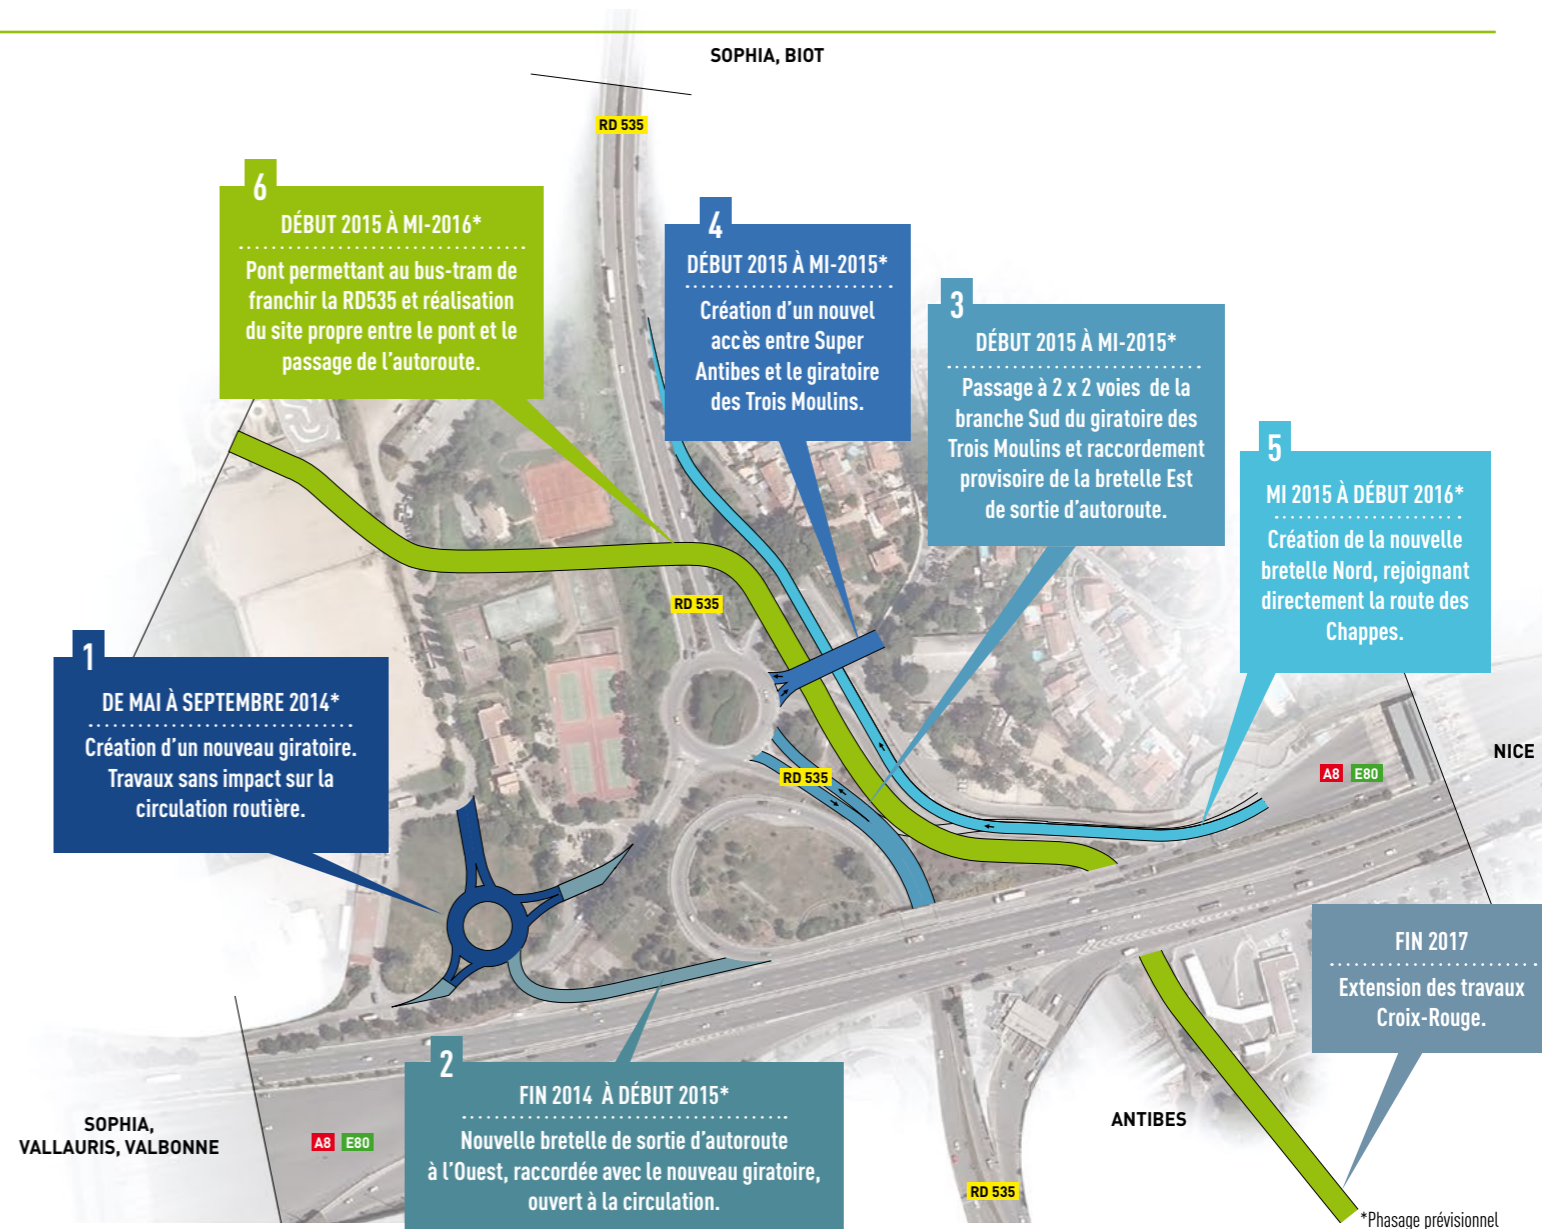 SOPHIA, BIOT
RD 535
6
DÉBUT 2015 À MI-2016*
Pont permettant au bus-tram de
franchir la RD535 et réalisation
du site propre entre le pont et le
passage de l'autoroute.
4
DÉBUT 2015 À MI-2015*
Création d'un nouvel
accès entre Super
Antibes et le giratoire
des Trois Moulins.
3
DÉBUT 2015 À MI-2015*
Passage à 2 x 2 voies de la
branche Sud du giratoire des
Trois Moulins et raccordement
provisoire de la bretelle Est
de sortie d'autoroute.
5
MI 2015 À DÉBUT 2016*
Création de la nouvelle
bretelle Nord, rejoignant
directement la route des
Chappes.
RD 535
1
DE MAI À SEPTEMBRE 2014*
Création d'un nouveau giratoire.
Travaux sans impact sur la
circulation routière.
RD 535
NICE
A8 E80
FIN 2017
Extension des travaux
Croix-Rouge.
2
FIN 2014 À DÉBUT 2015*
Nouvelle bretelle de sortie d'autoroute
à l'Ouest, raccordée avec le nouveau giratoire,
ouvert à la circulation.
SOPHIA,
VALLAURIS, VALBONNE
A8 E80
ANTIBES
RD 535
*Phasage prévisionnel